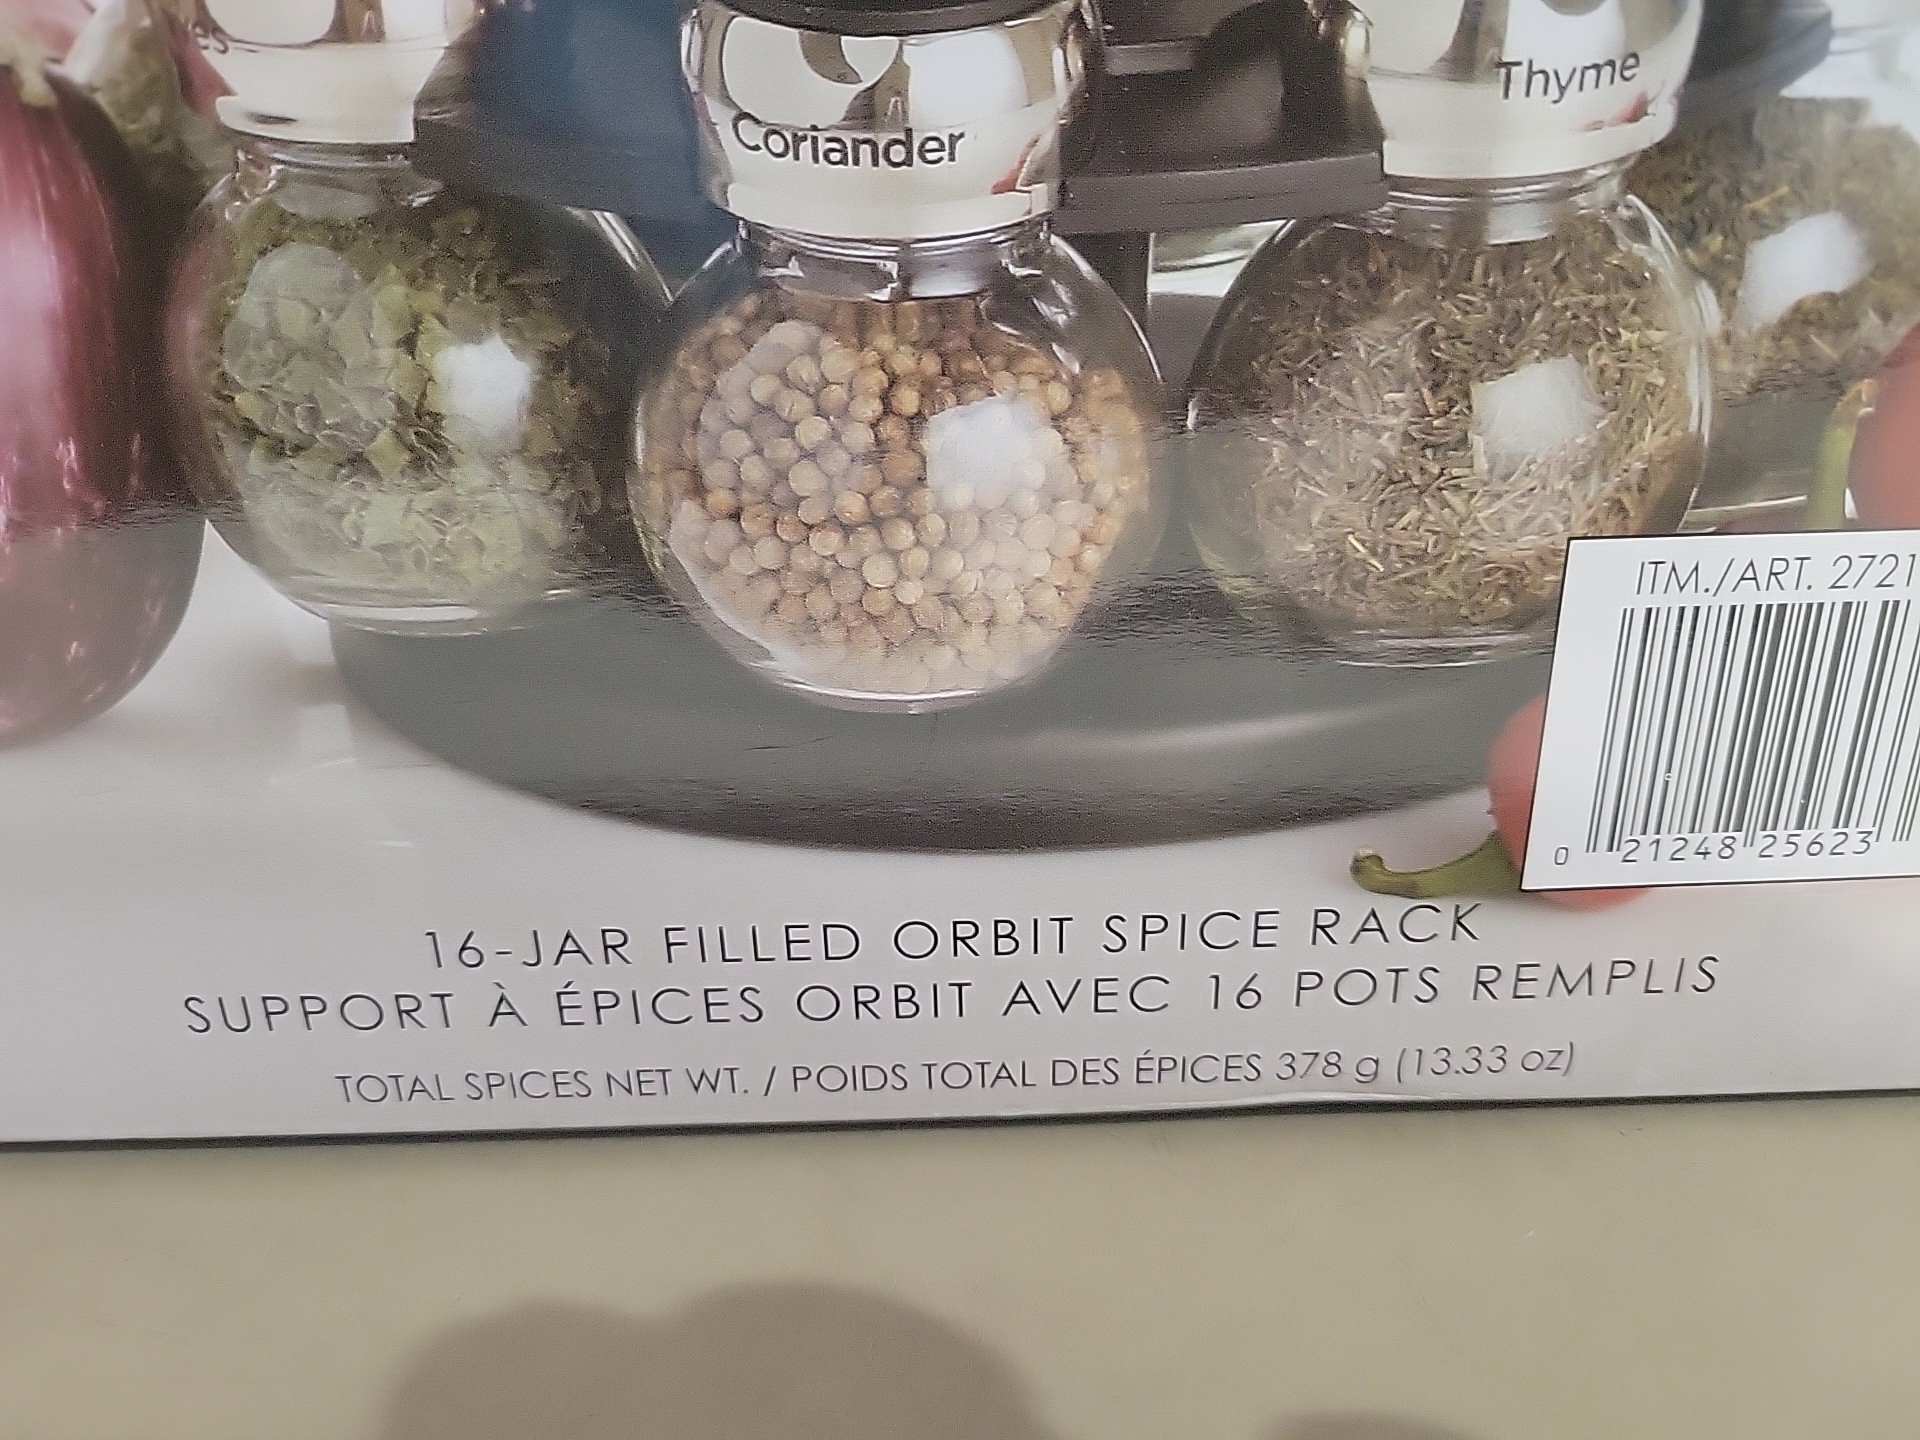 Thyme
Coriander
ITM./ART. 2721
0 21248 25623
16-JAR FILLED ORBIT SPICE RACK
SUPPORT À ÉPICES ORBIT AVEC 16 POTS REMPLIS
TOTAL SPICES NET WT. / POIDS TOTAL DES ÉPICES 378 g (13.33 oz)